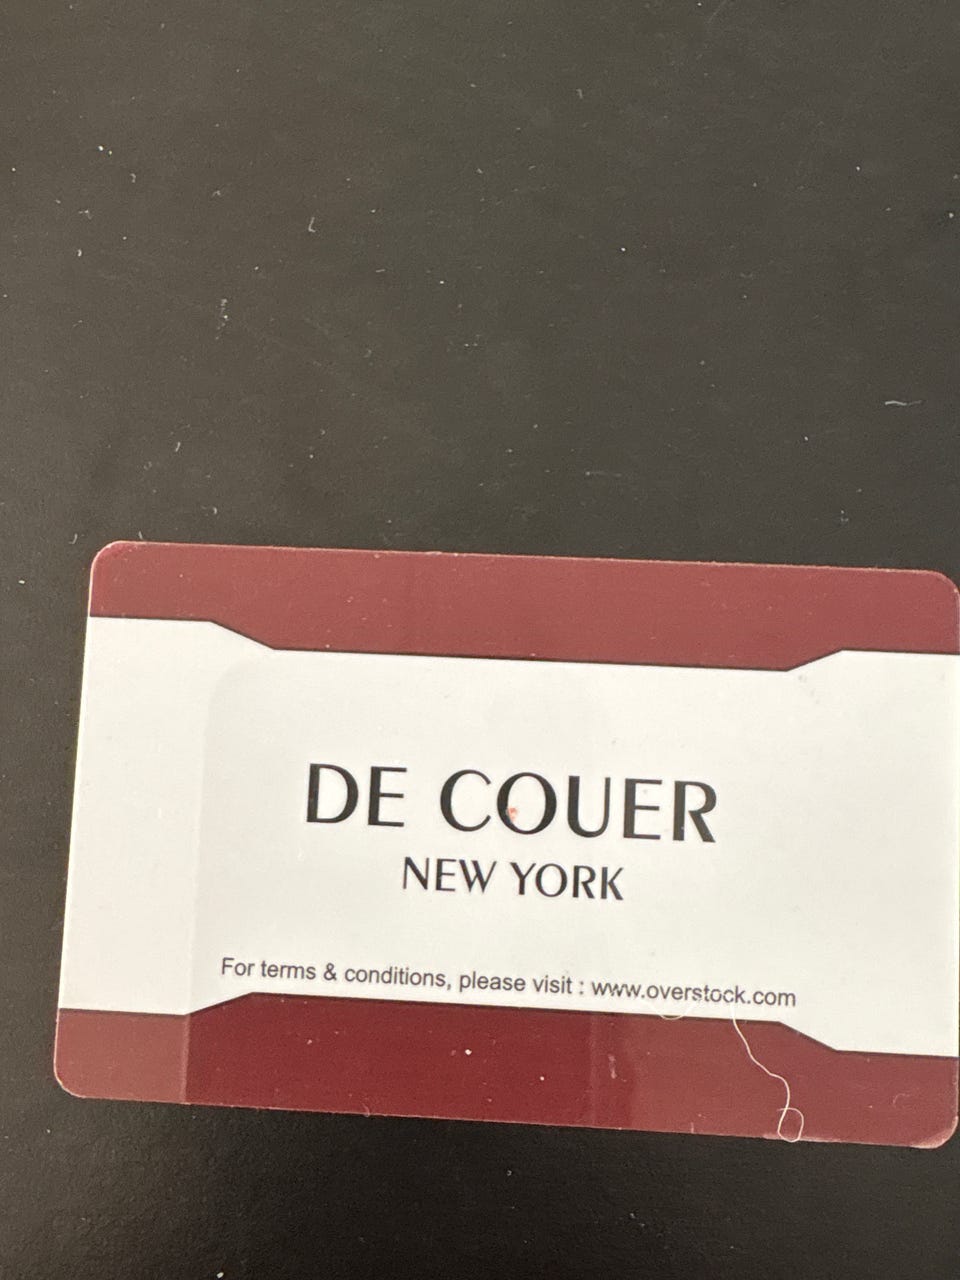 DE COUER
NEW YORK
For terms & conditions, please visit : www.overstock.com